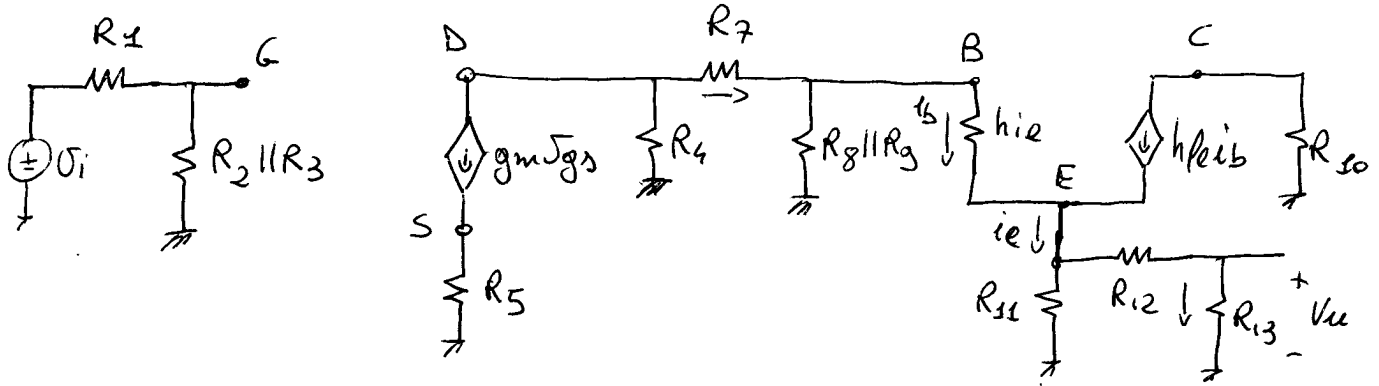 R1
G
D
R7
B
C
vi
R2||R3
gmvgs
R4
R8||R9
ib
hie
hfeib
R10
S
R5
E
ie
R11
R12
R13
+
Vu
-